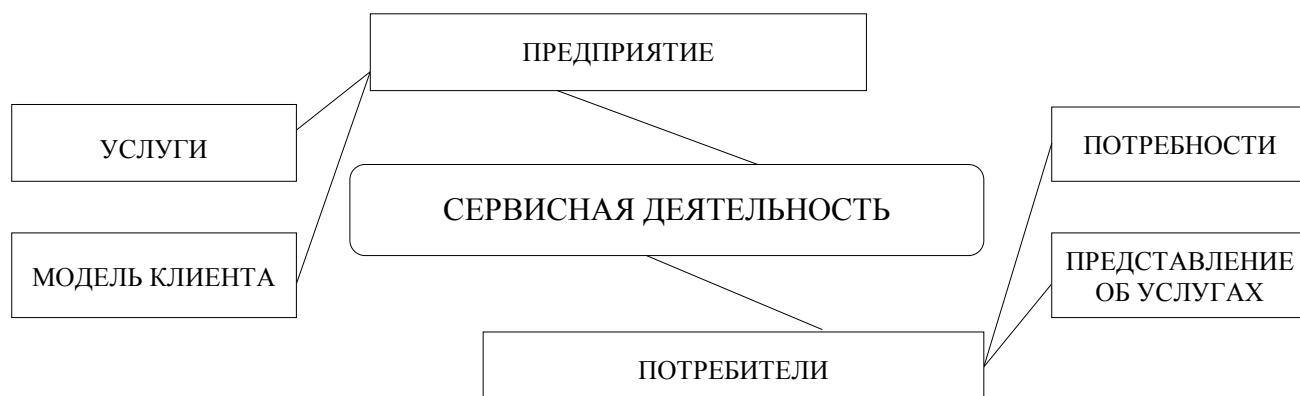 ПРЕДПРИЯТИЕ
УСЛУГИ
ПОТРЕБНОСТИ
СЕРВИСНАЯ ДЕЯТЕЛЬНОСТЬ
МОДЕЛЬ КЛИЕНТА
ПРЕДСТАВЛЕНИЕ
ОБ УСЛУГАХ
ПОТРЕБИТЕЛИ